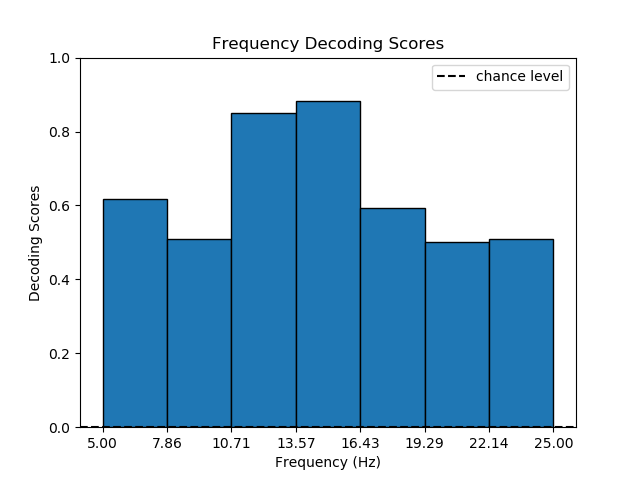 Frequency Decoding Scores
chance level
Decoding Scores
1.0
0.8
0.6
0.4
0.2
0.0
5.00 7.86 10.71 13.57 16.43 19.29 22.14 25.00
Frequency (Hz)